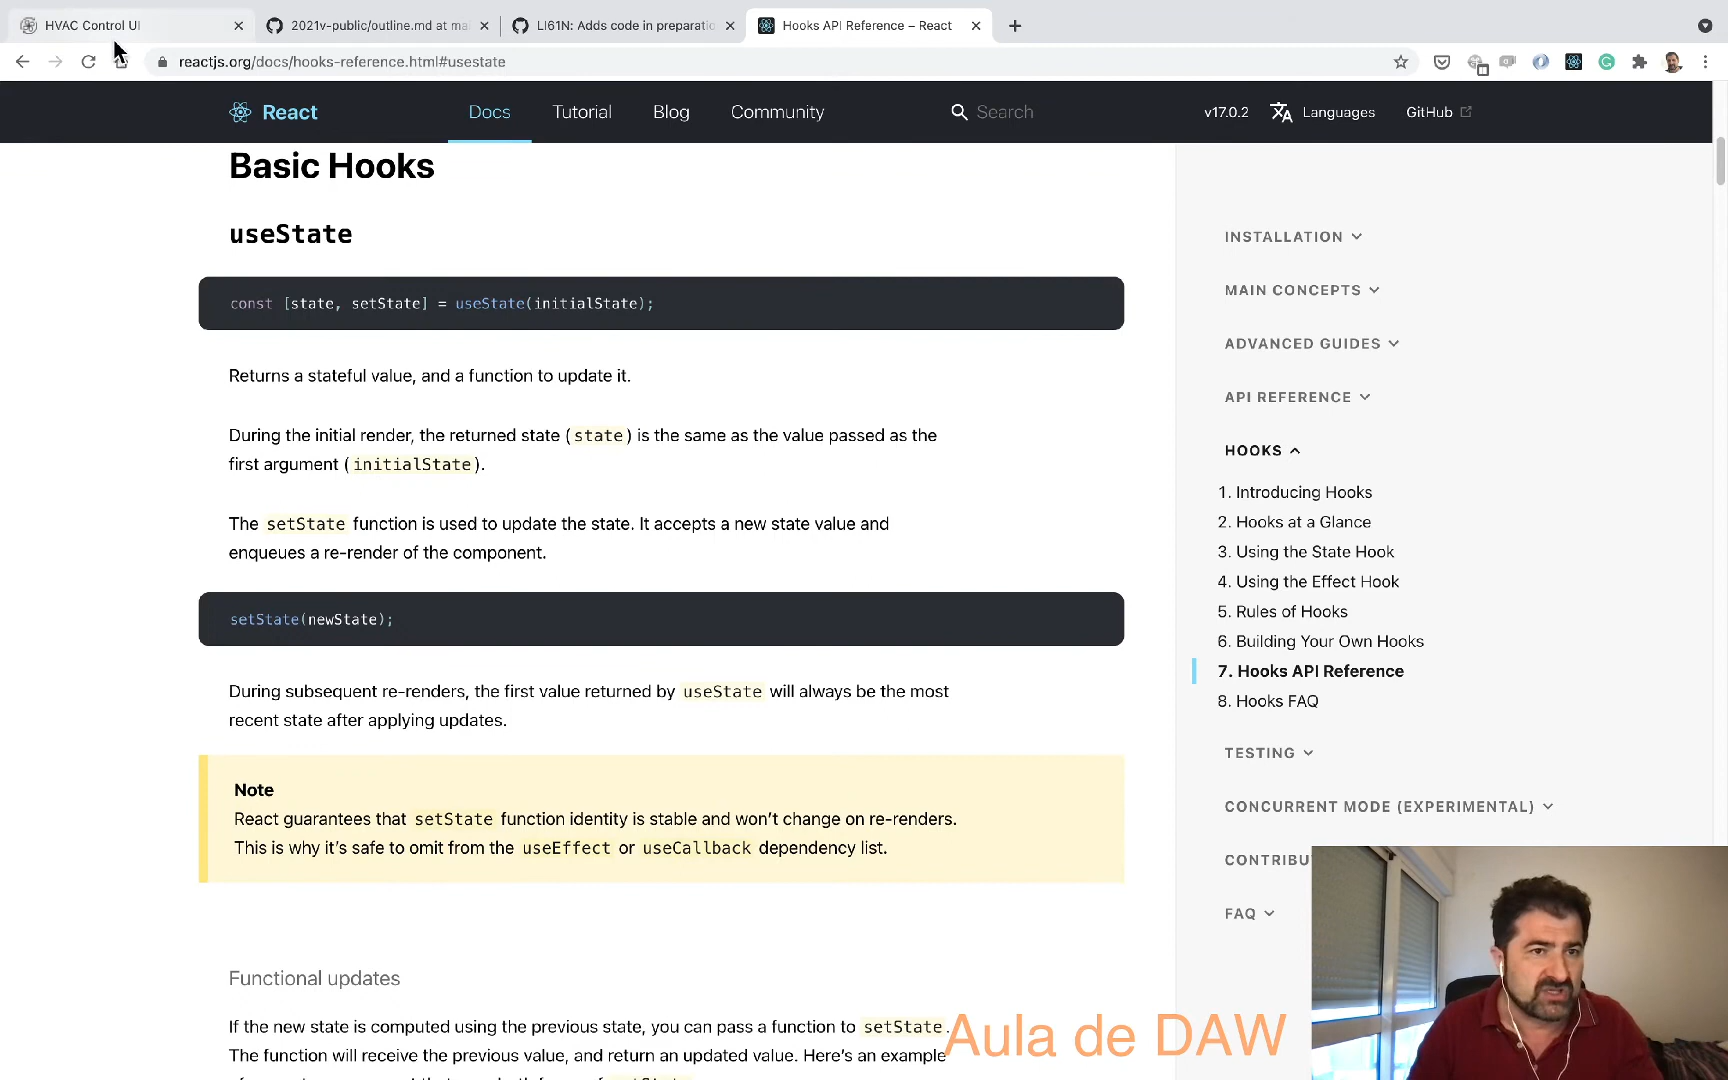 HVAC Control UI
2021v-public/outline.md at mai
LI61N: Adds code in preparatio
Hooks API Reference – React
reactjs.org/docs/hooks-reference.html#usestate
React
Docs
Tutorial
Blog
Community
Search
v17.0.2
Languages
GitHub
Basic Hooks
useState
const [state, setState] = useState(initialState);
Returns a stateful value, and a function to update it.
During the initial render, the returned state (state) is the same as the value passed as the
first argument (initialState).
The setState function is used to update the state. It accepts a new state value and
enqueues a re-render of the component.
setState(newState);
During subsequent re-renders, the first value returned by useState will always be the most
recent state after applying updates.
Note
React guarantees that setState function identity is stable and won’t change on re-renders.
This is why it’s safe to omit from the useEffect or useCallback dependency list.
Functional updates
If the new state is computed using the previous state, you can pass a function to setState.
The function will receive the previous value, and return an updated value. Here’s an example
INSTALLATION
MAIN CONCEPTS
ADVANCED GUIDES
API REFERENCE
HOOKS
1. Introducing Hooks
2. Hooks at a Glance
3. Using the State Hook
4. Using the Effect Hook
5. Rules of Hooks
6. Building Your Own Hooks
7. Hooks API Reference
8. Hooks FAQ
TESTING
CONCURRENT MODE (EXPERIMENTAL)
CONTRIBU
FAQ
Aula de DAW